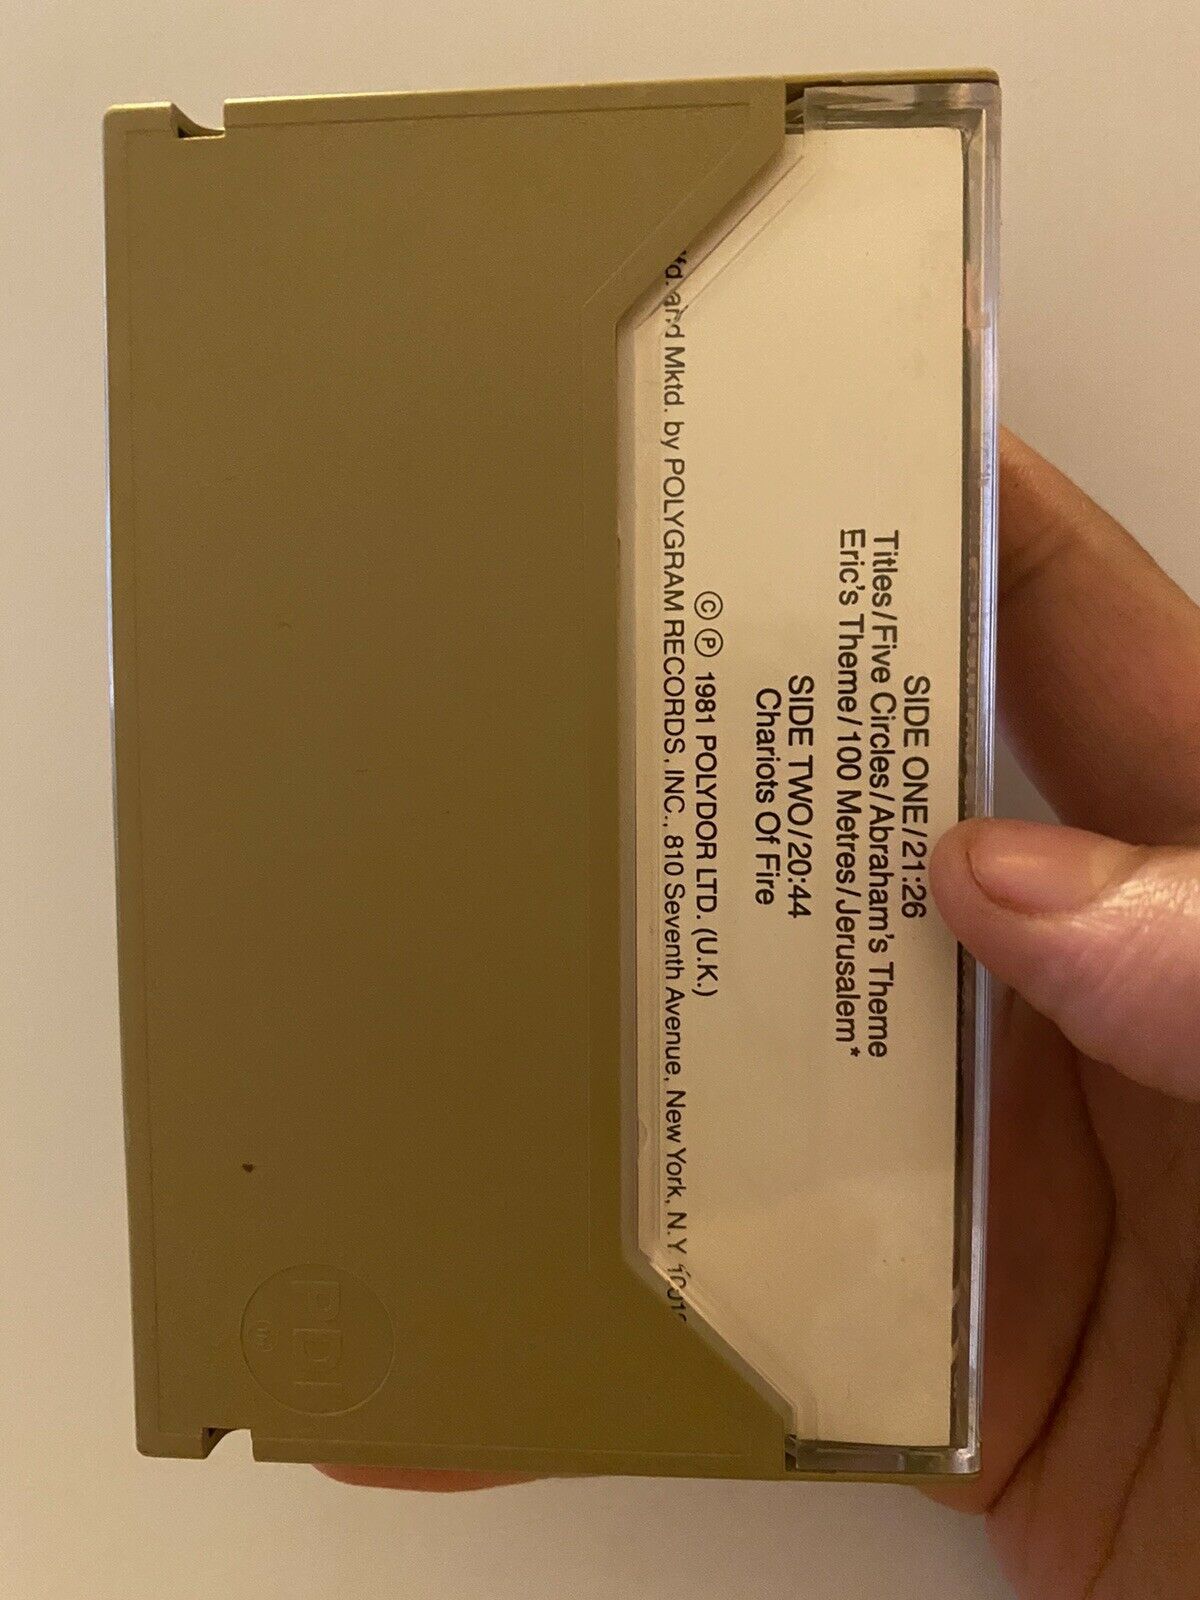 SIDE ONE/21:26
Titles/Five Circles/Abraham's Theme
Eric's Theme/100 Metres/Jerusalem*
SIDE TWO/20:44
Chariots Of Fire
© ℗ 1981 POLYDOR LTD. (U.K.)
and Mktd. by POLYGRAM RECORDS, INC., 810 Seventh Avenue, New York, N.Y.
PDI